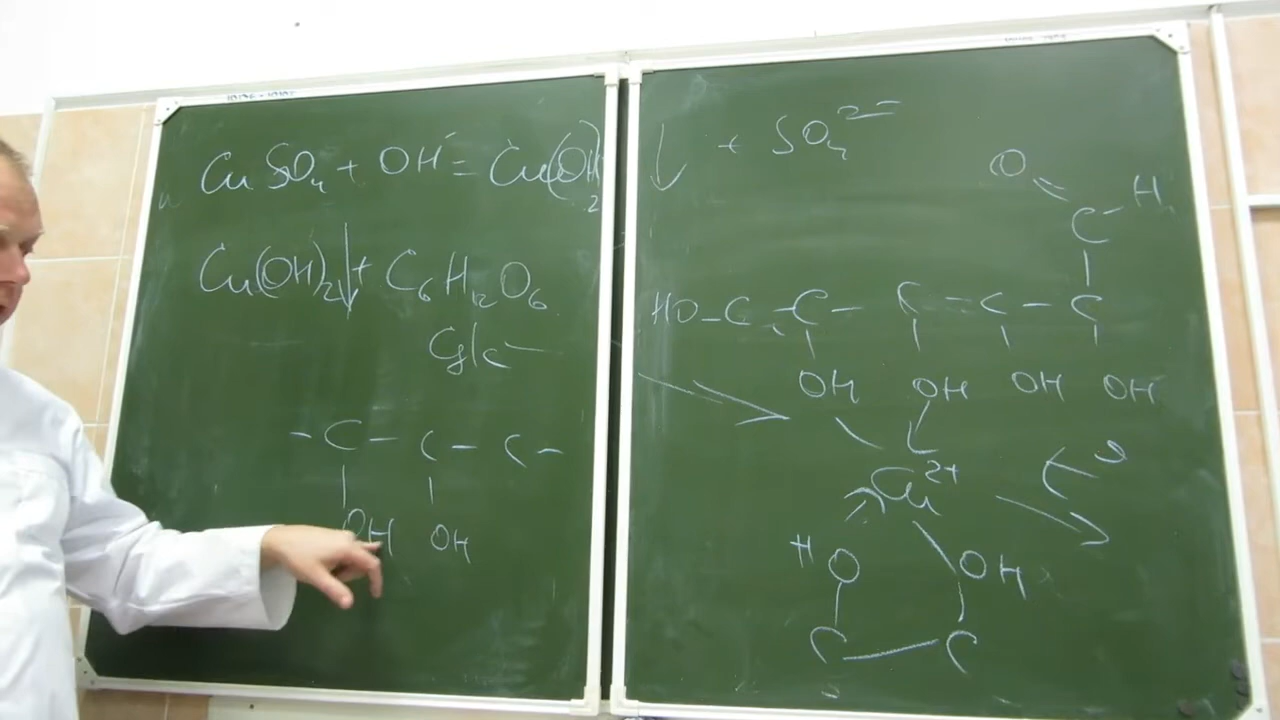 CuSO₄ + OH⁻ = Cu(OH)₂ ↓ + SO₄²⁻
Cu(OH)₂↓ + C₆H₁₂O₆
- C - C - C -
OH OH
O
H
C
HO - C - C - C - C - C
OH OH OH OH
Cu²⁺
H O OH
C - C